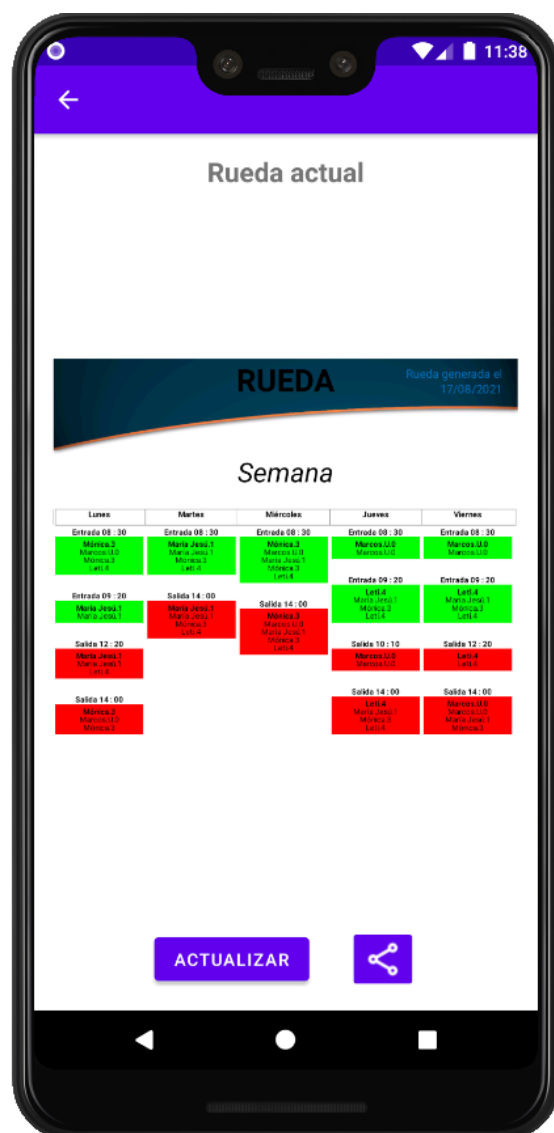 11:38
Rueda actual
RUEDA
Rueda generada el
17/08/2021
Semana
Lunes Martes Miércoles Jueves Viernes
Entrada 08 : 30 Entrada 08 : 30 Entrada 08 : 30 Entrada 08 : 30 Entrada 08 : 30
Mónica.3 María Jesú.1 Mónica.3 Marcos.U.0 Marcos.U.0
Marcos.U.0 María Jesú.1 Marcos.U.0 Marcos.U.0 Marcos.U.0
Mónica.3 Mónica.3 María Jesú.1
Leti.4 Leti.4 Mónica.3
Leti.4
Entrada 09 : 20 Entrada 09 : 20 Entrada 09 : 20
María Jesú.1 Leti.4 Leti.4
María Jesú.1 María Jesú.1 María Jesú.1
Mónica.3 Mónica.3
Leti.4 Leti.4
Salida 14 : 00 Salida 14 : 00
María Jesú.1 Mónica.3
María Jesú.1 Marcos.U.0
Mónica.3 María Jesú.1
Leti.4 Mónica.3
Leti.4
Salida 12 : 20 Salida 10 : 10 Salida 12 : 20
María Jesú.1 Marcos.U.0 Leti.4
María Jesú.1 Marcos.U.0 Leti.4
Leti.4
Salida 14 : 00 Salida 14 : 00 Salida 14 : 00
Mónica.3 Leti.4 Marcos.U.0
Marcos.U.0 María Jesú.1 Marcos.U.0
Mónica.3 Mónica.3 María Jesú.1
Leti.4 Mónica.3
ACTUALIZAR